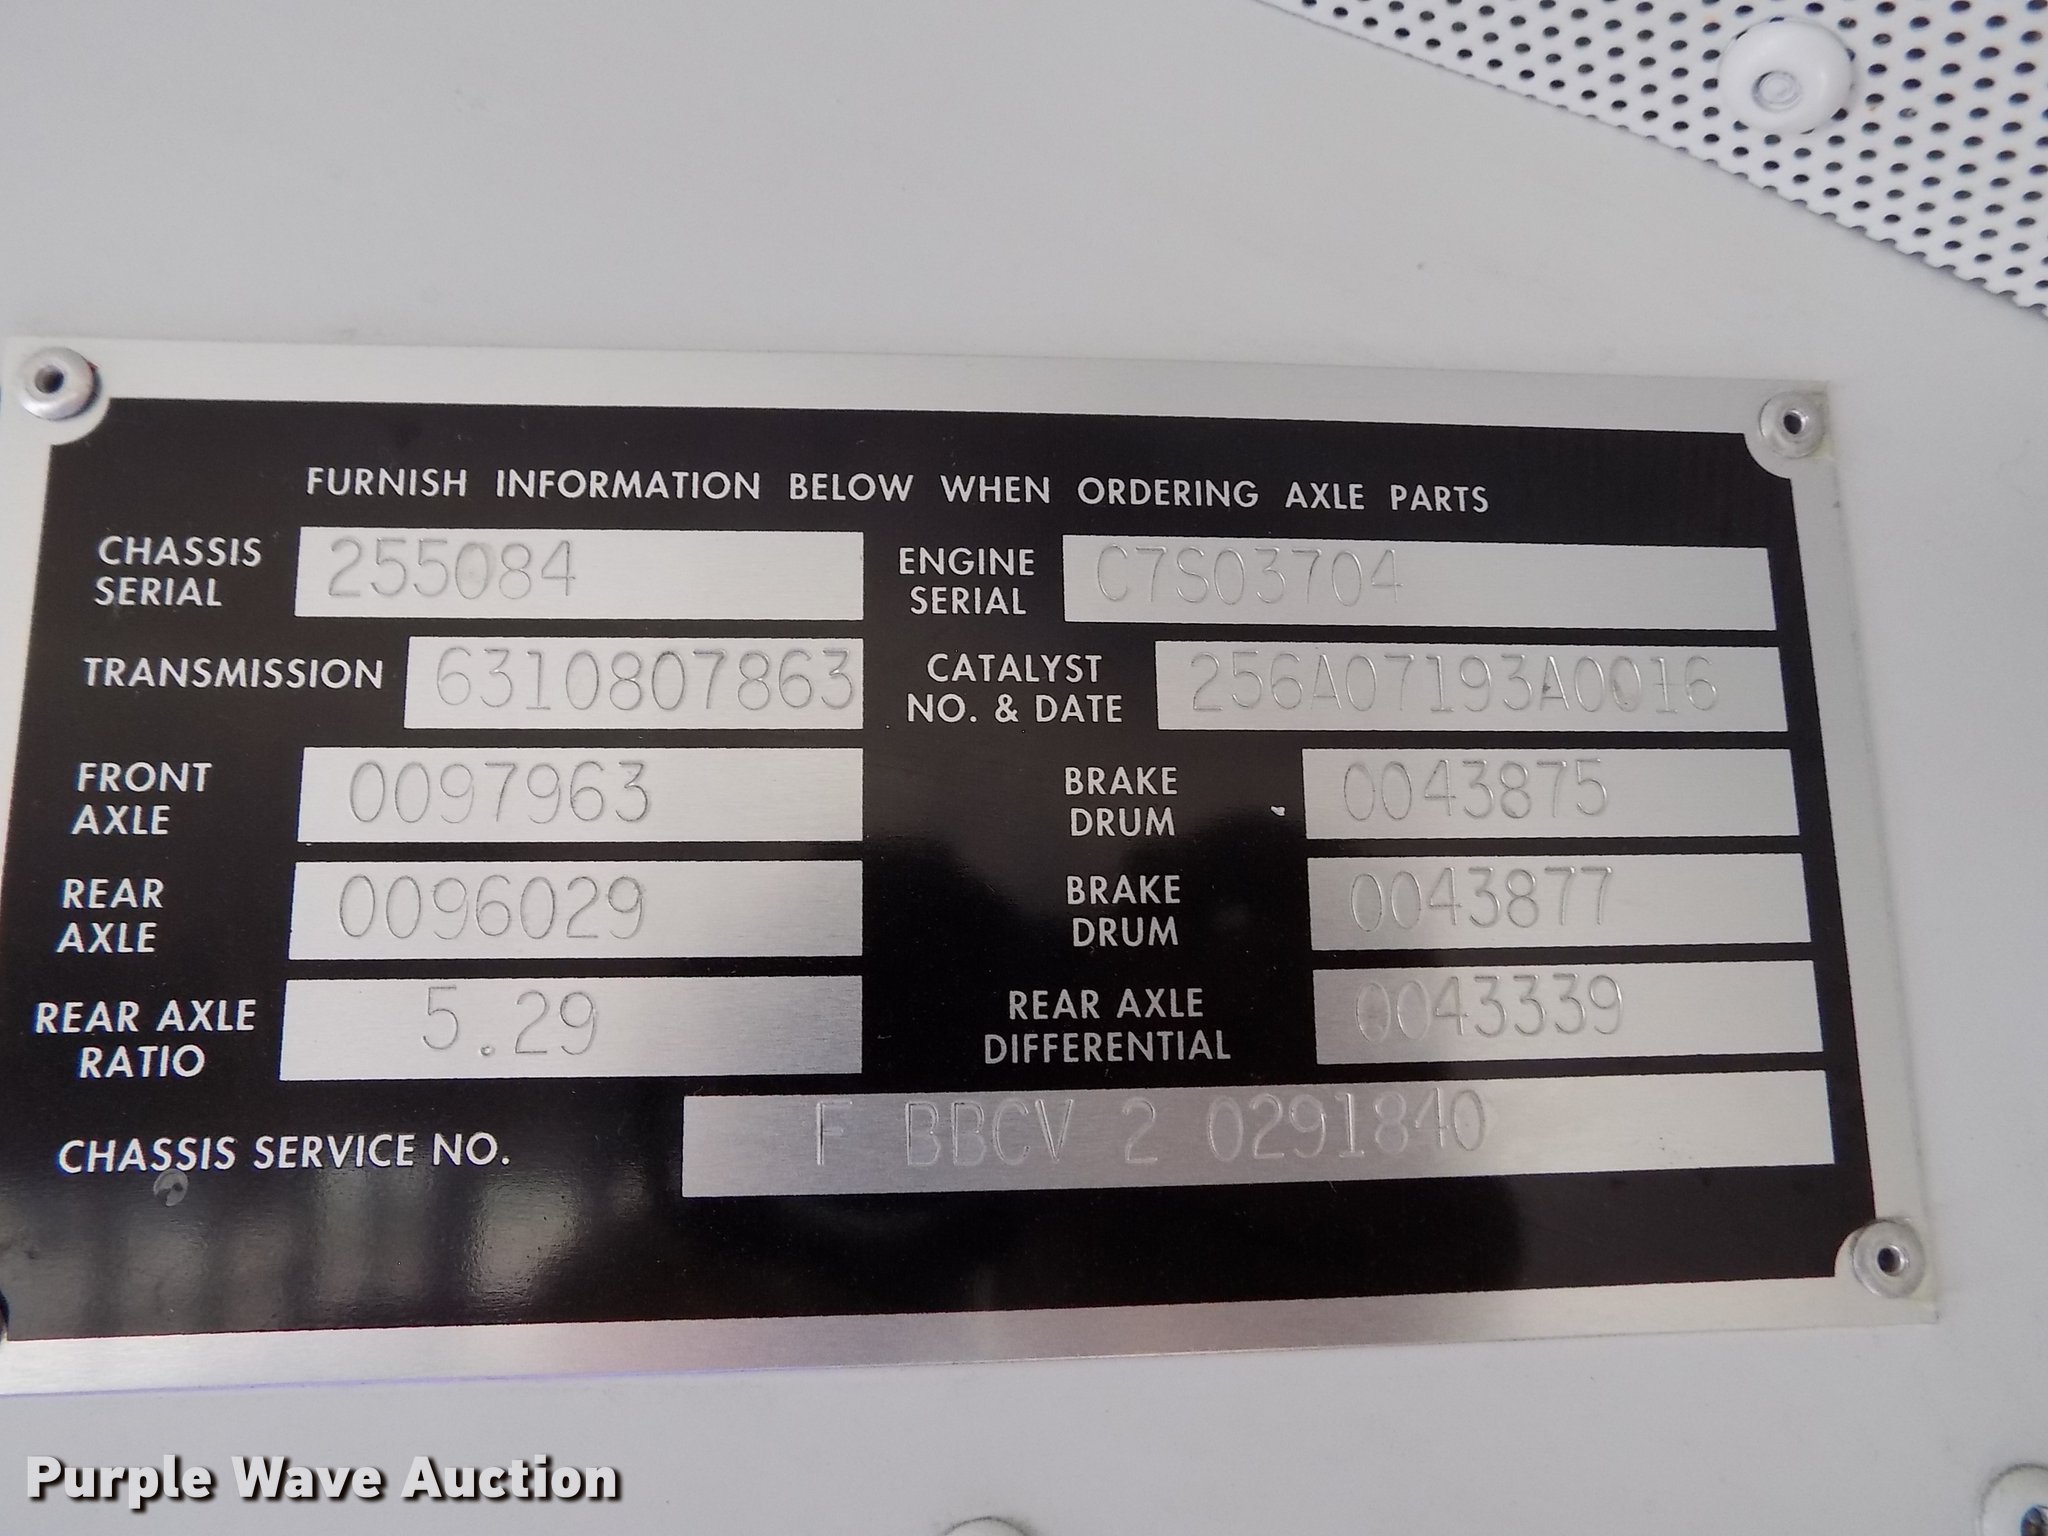 FURNISH INFORMATION BELOW WHEN ORDERING AXLE PARTS
CHASSIS SERIAL 255084
ENGINE SERIAL C7S03704
TRANSMISSION 6310807863
CATALYST NO. & DATE 256A07193A0016
FRONT AXLE 0097963
BRAKE DRUM 0043875
REAR AXLE 0096029
BRAKE DRUM 0043877
REAR AXLE RATIO 5.29
REAR AXLE DIFFERENTIAL 0043339
CHASSIS SERVICE NO. F BBCV 2 0291840
Purple Wave Auction